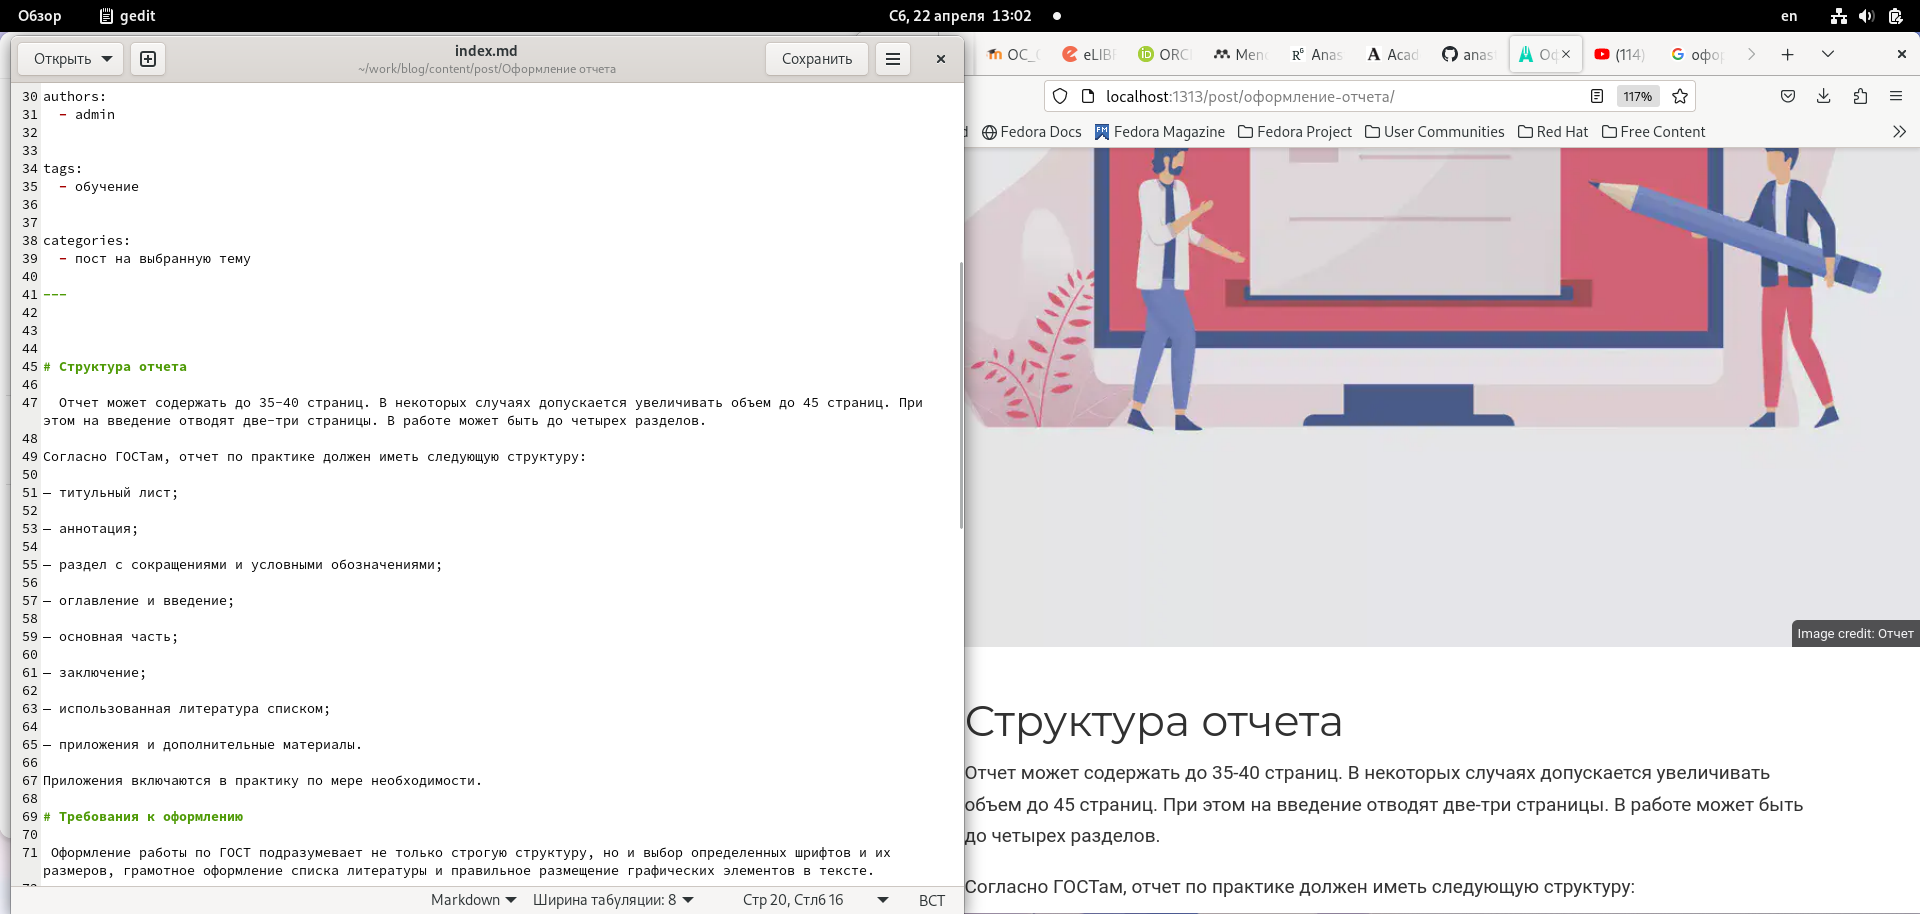 Обзор gedit Сб, 22 апреля 13:02 en
Открыть index.md Сохранить
~/work/blog/content/post/Оформление отчета
30 authors:
31 - admin
32
33
34 tags:
35 - обучение
36
37
38 categories:
39 - пост на выбранную тему
40
41 ---
42
43
44
45 # Структура отчета
46
47 Отчет может содержать до 35-40 страниц. В некоторых случаях допускается увеличивать объем до 45 страниц. При
этом на введение отводят две-три страницы. В работе может быть до четырех разделов.
48
49 Согласно ГОСТам, отчет по практике должен иметь следующую структуру:
50
51 — титульный лист;
52
53 — аннотация;
54
55 — раздел с сокращениями и условными обозначениями;
56
57 — оглавление и введение;
58
59 — основная часть;
60
61 — заключение;
62
63 — использованная литература списком;
64
65 — приложения и дополнительные материалы.
66
67 Приложения включаются в практику по мере необходимости.
68
69 # Требования к оформлению
70
71 Оформление работы по ГОСТ подразумевает не только строгую структуру, но и выбор определенных шрифтов и их
размеров, грамотное оформление списка литературы и правильное размещение графических элементов в тексте.
Markdown Ширина табуляции: 8 Стр 20, Стлб 16 ВСТ
OC_ eLIB ORC Men Anas Acad anas Оф (114) офо
localhost:1313/post/оформление-отчета/ 117%
Fedora Docs Fedora Magazine Fedora Project User Communities Red Hat Free Content
Image credit: Отчет
Структура отчета
Отчет может содержать до 35-40 страниц. В некоторых случаях допускается увеличивать
объем до 45 страниц. При этом на введение отводят две-три страницы. В работе может быть
до четырех разделов.
Согласно ГОСТам, отчет по практике должен иметь следующую структуру: